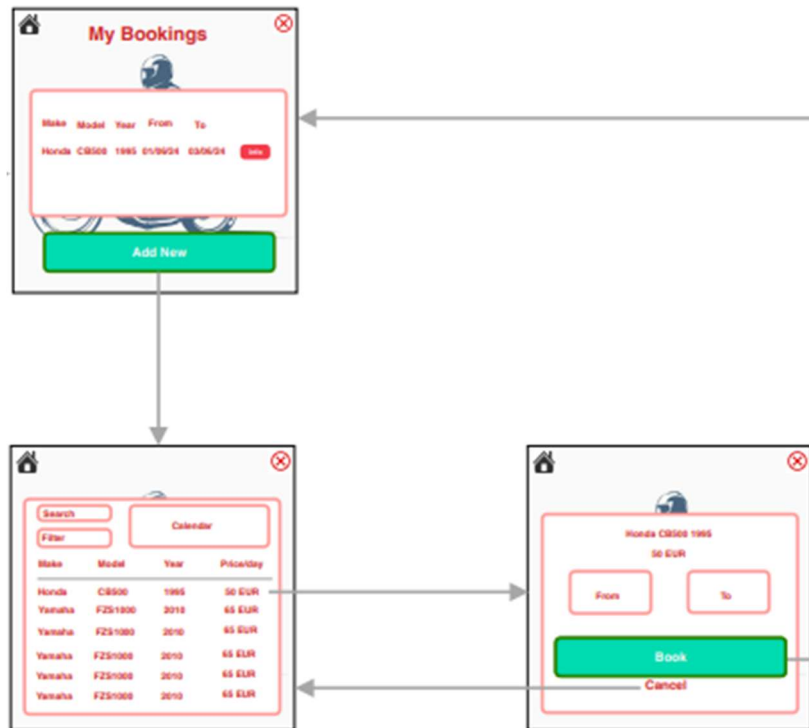 My Bookings
Make Model Year From To
Honda CB500 1995 01/06/24 03/06/24 Info
Add New
Search
Filter
Calendar
Make Model Year Price/day
Honda CB500 1995 50 EUR
Yamaha FZS1000 2010 65 EUR
Yamaha FZS1000 2010 65 EUR
Yamaha FZS1000 2010 65 EUR
Yamaha FZS1000 2010 65 EUR
Yamaha FZS1000 2010 65 EUR
Honda CB500 1995
50 EUR
From To
Book
Cancel